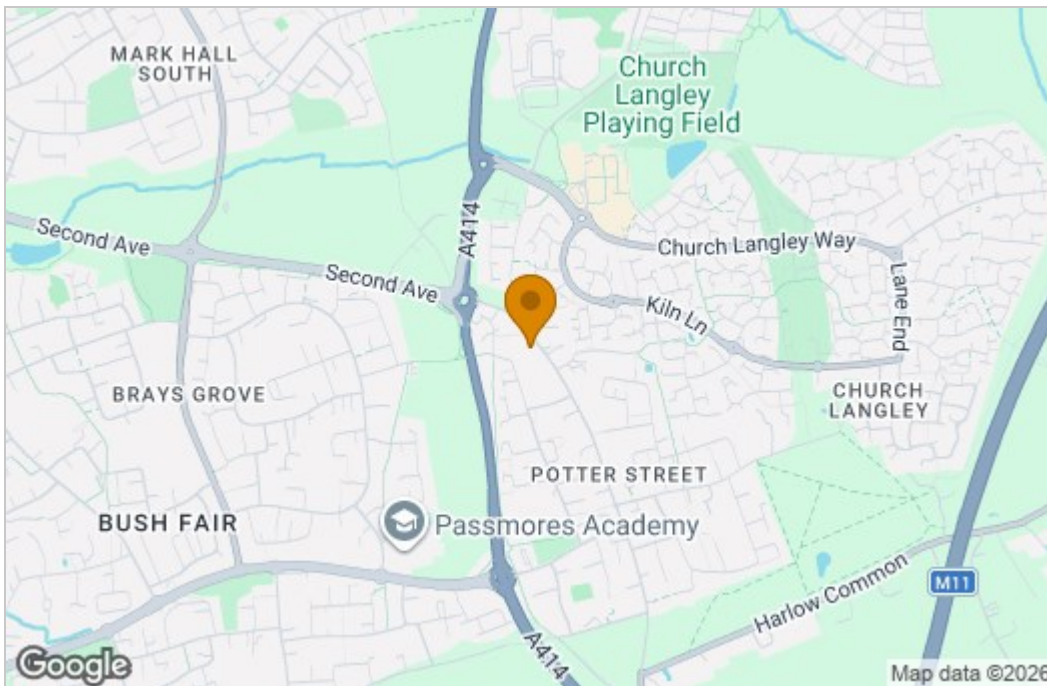 MARK HALL
SOUTH
Church
Langley
Playing Field
A414
Second Ave
Second Ave
Church Langley Way
Lane End
Kiln Ln
BRAYS GROVE
CHURCH
LANGLEY
POTTER STREET
BUSH FAIR
Passmores Academy
Harlow Common
M11
A414
Google
Map data ©2026